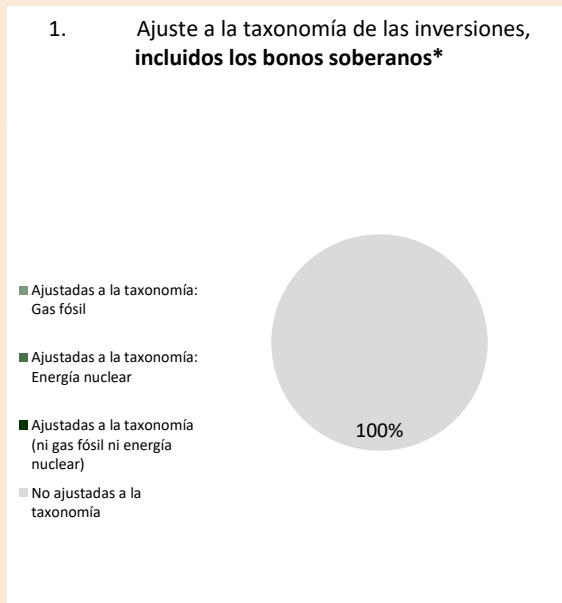 1. Ajuste a la taxonomía de las inversiones,
incluidos los bonos soberanos*
Ajustadas a la taxonomía:
Gas fósil
Ajustadas a la taxonomía:
Energía nuclear
Ajustadas a la taxonomía
(ni gas fósil ni energía
nuclear)
No ajustadas a la
taxonomía
100%